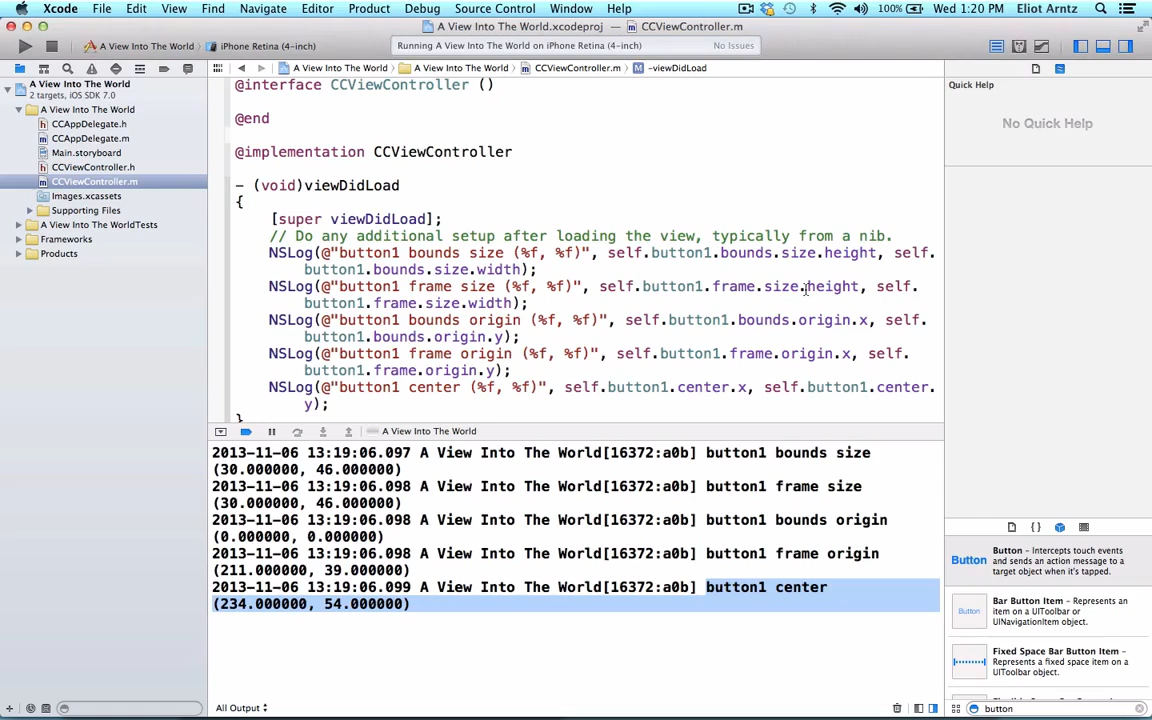 Xcode File Edit View Find Navigate Editor Product Debug Source Control Window Help 100% Wed 1:20 PM Eliot Arntz
A View Into The World.xcodeproj — CCViewController.m
A View Into The World iPhone Retina (4-inch) Running A View Into The World on iPhone Retina (4-inch) No Issues
A View Into The World A View Into The World CCViewController.m M -viewDidLoad
A View Into The World
2 targets, iOS SDK 7.0
A View Into The World
CCAppDelegate.h
CCAppDelegate.m
Main.storyboard
CCViewController.h
CCViewController.m
Images.xcassets
Supporting Files
A View Into The WorldTests
Frameworks
Products
@interface CCViewController ()
@end
@implementation CCViewController
- (void)viewDidLoad
{
[super viewDidLoad];
// Do any additional setup after loading the view, typically from a nib.
NSLog(@"button1 bounds size (%f, %f)", self.button1.bounds.size.height, self.
button1.bounds.size.width);
NSLog(@"button1 frame size (%f, %f)", self.button1.frame.size.height, self.
button1.frame.size.width);
NSLog(@"button1 bounds origin (%f, %f)", self.button1.bounds.origin.x, self.
button1.bounds.origin.y);
NSLog(@"button1 frame origin (%f, %f)", self.button1.frame.origin.x, self.
button1.frame.origin.y);
NSLog(@"button1 center (%f, %f)", self.button1.center.x, self.button1.center.
y);
}
A View Into The World
2013-11-06 13:19:06.097 A View Into The World[16372:a0b] button1 bounds size
(30.000000, 46.000000)
2013-11-06 13:19:06.098 A View Into The World[16372:a0b] button1 frame size
(30.000000, 46.000000)
2013-11-06 13:19:06.098 A View Into The World[16372:a0b] button1 bounds origin
(0.000000, 0.000000)
2013-11-06 13:19:06.098 A View Into The World[16372:a0b] button1 frame origin
(211.000000, 39.000000)
2013-11-06 13:19:06.099 A View Into The World[16372:a0b] button1 center
(234.000000, 54.000000)
All Output
Quick Help
No Quick Help
Button
Button – Intercepts touch events
and sends an action message to a
target object when it's tapped.
Button
Bar Button Item – Represents an
item on a UIToolbar or
UINavigationItem object.
Fixed Space Bar Button Item –
Represents a fixed space item on a
UIToolbar object.
button